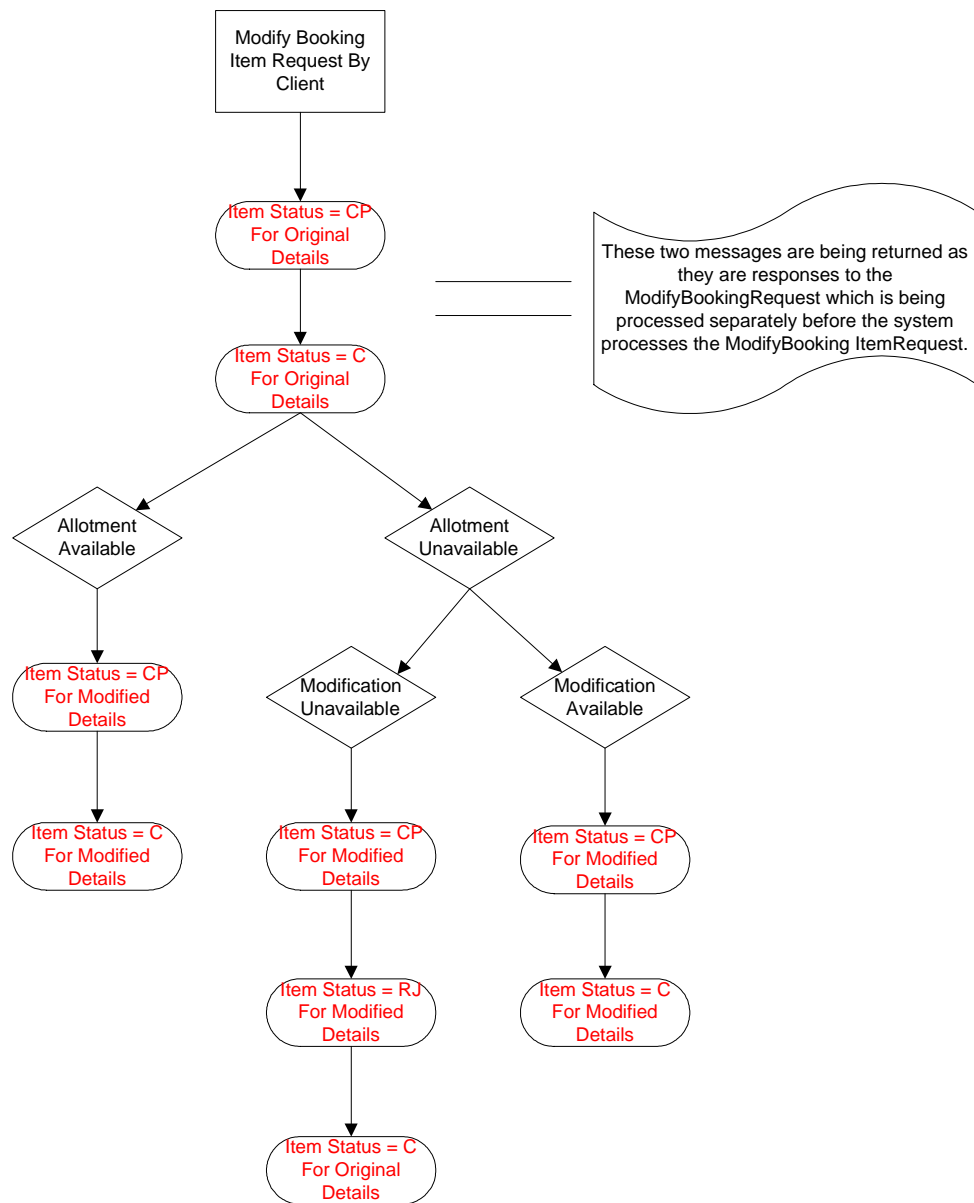 Modify Booking
Item Request By
Client
Item Status = CP
For Original
Details
These two messages are being returned as
they are responses to the
ModifyBookingRequest which is being
processed separately before the system
processes the ModifyBooking ItemRequest.
Item Status = C
For Original
Details
Allotment
Available
Allotment
Unavailable
Item Status = CP
For Modified
Details
Modification
Unavailable
Modification
Available
Item Status = C
For Modified
Details
Item Status = CP
For Modified
Details
Item Status = CP
For Modified
Details
Item Status = RJ
For Modified
Details
Item Status = C
For Modified
Details
Item Status = C
For Original
Details